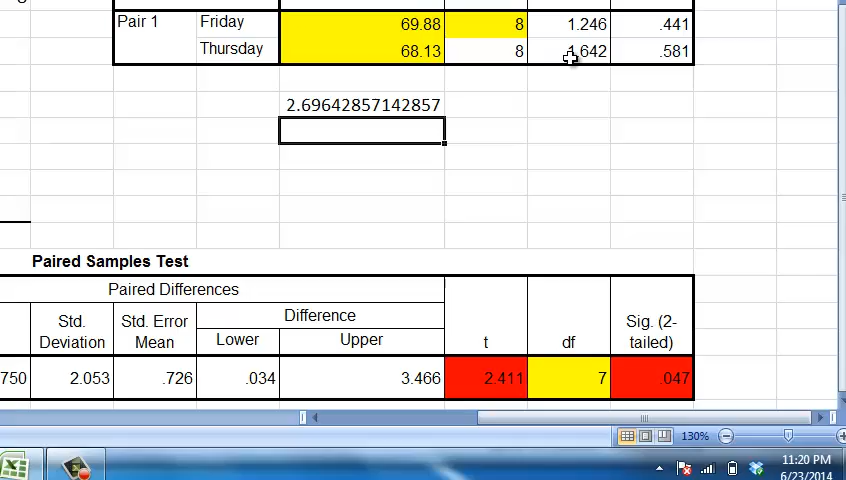 Pair 1 Friday 69.88 8 1.246 .441
Thursday 68.13 8 1.642 .581
2.69642857142857
Paired Samples Test
Paired Differences
Difference
Std. Deviation
Std. Error Mean
Lower
Upper
t
df
Sig. (2-tailed)
750 2.053 .726 .034 3.466 2.411 7 .047
130%
11:20 PM
6/23/2014